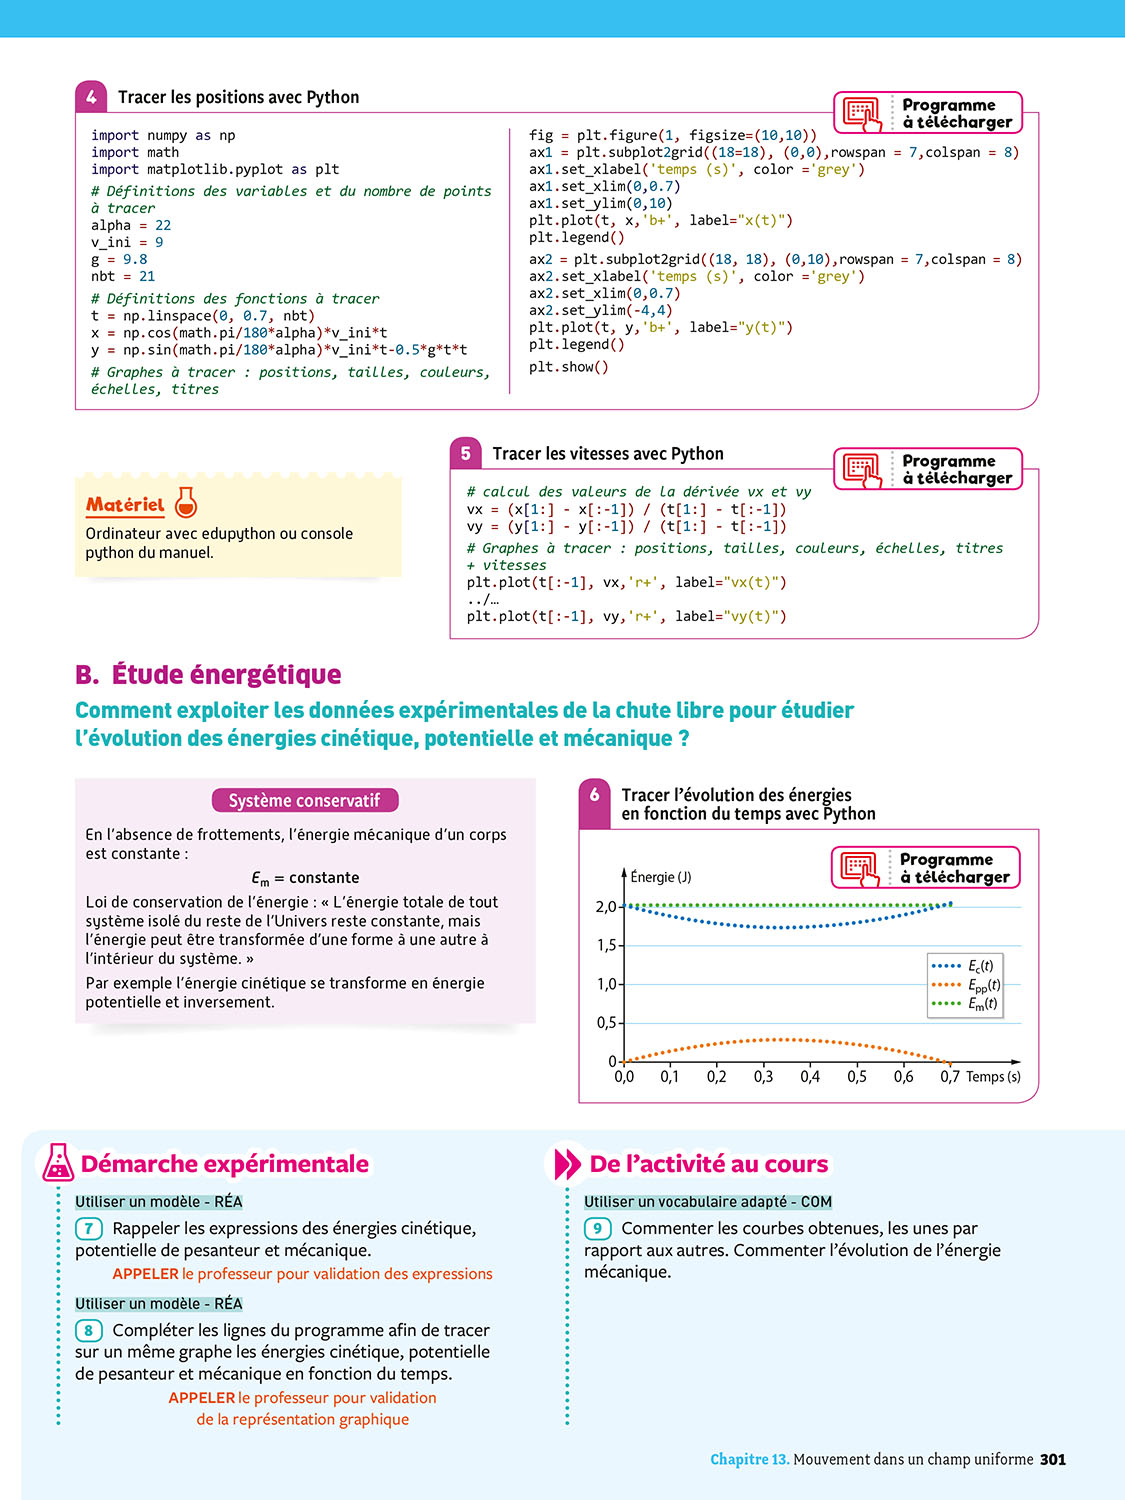 4 Tracer les positions avec Python
Programme
à télécharger
import numpy as np
import math
import matplotlib.pyplot as plt
# Définitions des variables et du nombre de points
à tracer
alpha = 22
v_ini = 9
g = 9.8
nbt = 21
# Définitions des fonctions à tracer
t = np.linspace(0, 0.7, nbt)
x = np.cos(math.pi/180*alpha)*v_ini*t
y = np.sin(math.pi/180*alpha)*v_ini*t-0.5*g*t*t
# Graphes à tracer : positions, tailles, couleurs,
échelles, titres
fig = plt.figure(1, figsize=(10,10))
ax1 = plt.subplot2grid((18=18), (0,0),rowspan = 7,colspan = 8)
ax1.set_xlabel('temps (s)', color ='grey')
ax1.set_xlim(0,0.7)
ax1.set_ylim(0,10)
plt.plot(t, x,'b+', label="x(t)")
plt.legend()
ax2 = plt.subplot2grid((18, 18), (0,10),rowspan = 7,colspan = 8)
ax2.set_xlabel('temps (s)', color ='grey')
ax2.set_xlim(0,0.7)
ax2.set_ylim(-4,4)
plt.plot(t, y,'b+', label="y(t)")
plt.legend()
plt.show()
Matériel
Ordinateur avec edupython ou console
python du manuel.
5 Tracer les vitesses avec Python
Programme
à télécharger
# calcul des valeurs de la dérivée vx et vy
vx = (x[1:] - x[:-1]) / (t[1:] - t[:-1])
vy = (y[1:] - y[:-1]) / (t[1:] - t[:-1])
# Graphes à tracer : positions, tailles, couleurs, échelles, titres
+ vitesses
plt.plot(t[:-1], vx,'r+', label="vx(t)")
../…
plt.plot(t[:-1], vy,'r+', label="vy(t)")
B. Étude énergétique
Comment exploiter les données expérimentales de la chute libre pour étudier
l'évolution des énergies cinétique, potentielle et mécanique ?
Système conservatif
En l'absence de frottements, l'énergie mécanique d'un corps
est constante :
Em = constante
Loi de conservation de l'énergie : « L'énergie totale de tout
système isolé du reste de l'Univers reste constante, mais
l'énergie peut être transformée d'une forme à une autre à
l'intérieur du système. »
Par exemple l'énergie cinétique se transforme en énergie
potentielle et inversement.
6 Tracer l'évolution des énergies
en fonction du temps avec Python
Programme
à télécharger
Énergie (J)
2,0
1,5
1,0
0,5
0
Ec(t)
Epp(t)
Em(t)
0,0 0,1 0,2 0,3 0,4 0,5 0,6 0,7 Temps (s)
Démarche expérimentale
Utiliser un modèle - RÉA
7 Rappeler les expressions des énergies cinétique,
potentielle de pesanteur et mécanique.
APPELER le professeur pour validation des expressions
Utiliser un modèle - RÉA
8 Compléter les lignes du programme afin de tracer
sur un même graphe les énergies cinétique, potentielle
de pesanteur et mécanique en fonction du temps.
APPELER le professeur pour validation
de la représentation graphique
De l'activité au cours
Utiliser un vocabulaire adapté - COM
9 Commenter les courbes obtenues, les unes par
rapport aux autres. Commenter l'évolution de l'énergie
mécanique.
Chapitre 13. Mouvement dans un champ uniforme 301